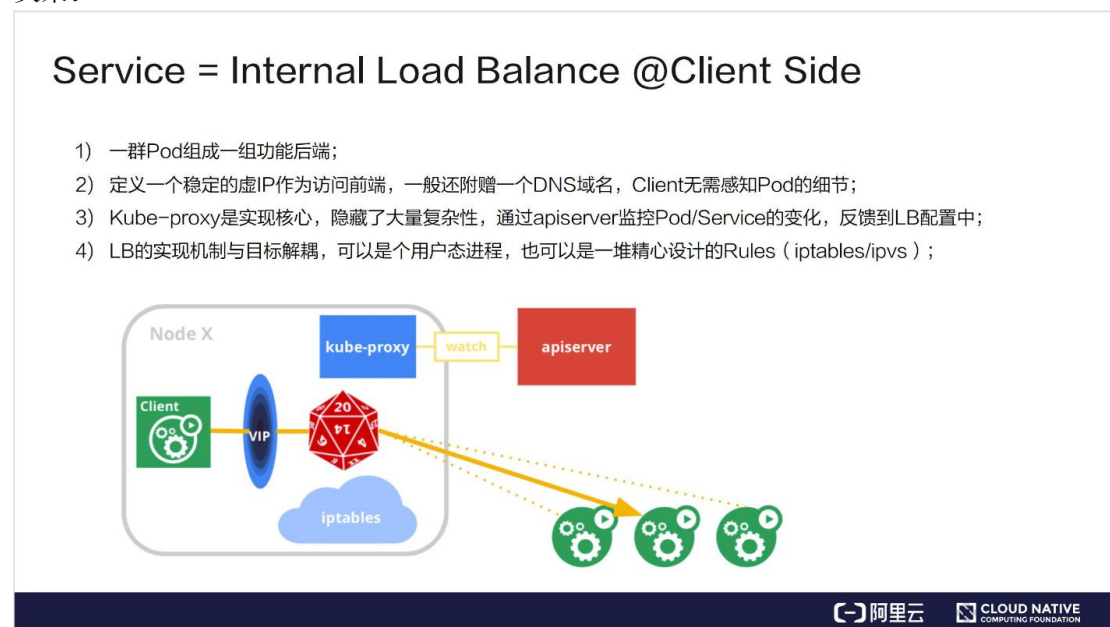 Service = Internal Load Balance @Client Side
1) 一群Pod组成一组功能后端;
2) 定义一个稳定的虚IP作为访问前端，一般还附赠一个DNS域名，Client无需感知Pod的细节;
3) Kube-proxy是实现核心，隐藏了大量复杂性，通过apiserver监控Pod/Service的变化，反馈到LB配置中;
4) LB的实现机制与目标解耦，可以是个用户态进程，也可以是一堆精心设计的Rules（iptables/ipvs）;
Node X
kube-proxy
watch
apiserver
Client
VIP
20
14
iptables
阿里云
CLOUD NATIVE
COMPUTING FOUNDATION